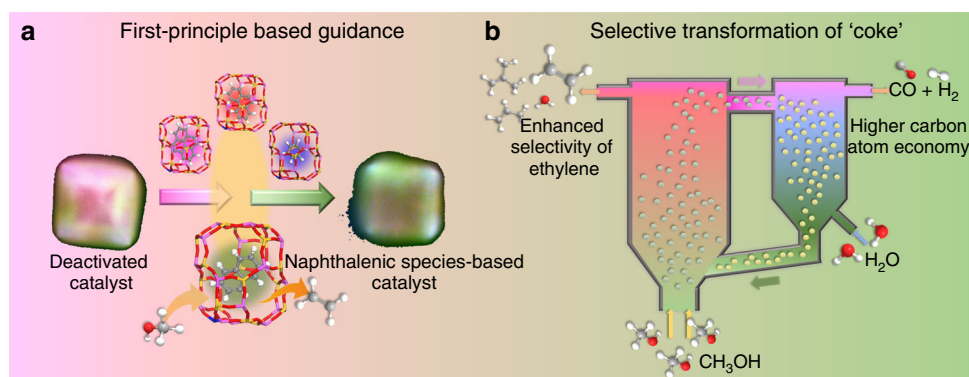 a
First-principle based guidance
Deactivated
catalyst
Naphthalenic species-based
catalyst
b
Selective transformation of ‘coke’
Enhanced
selectivity of
ethylene
CO + H₂
Higher carbon
atom economy
H₂O
CH₃OH